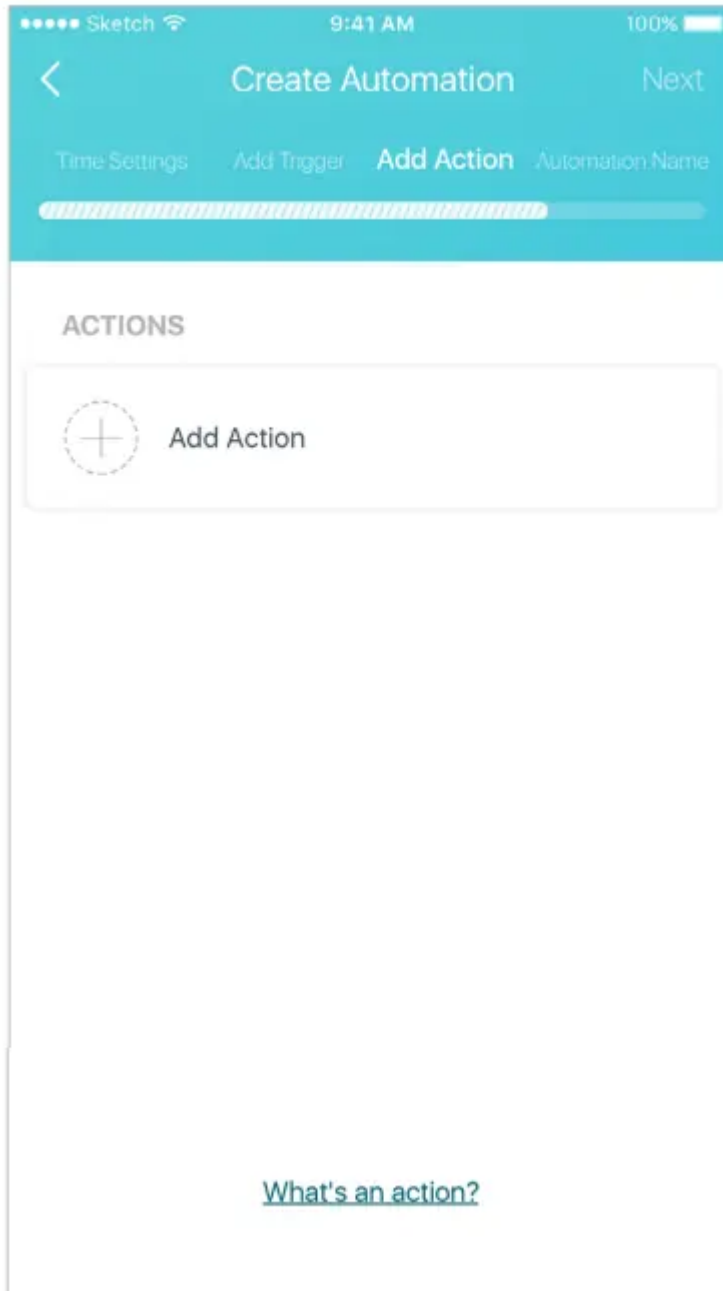 Sketch 9:41 AM 100%
Create Automation Next
Time Settings Add Trigger Add Action Automation Name
ACTIONS
Add Action
What's an action?